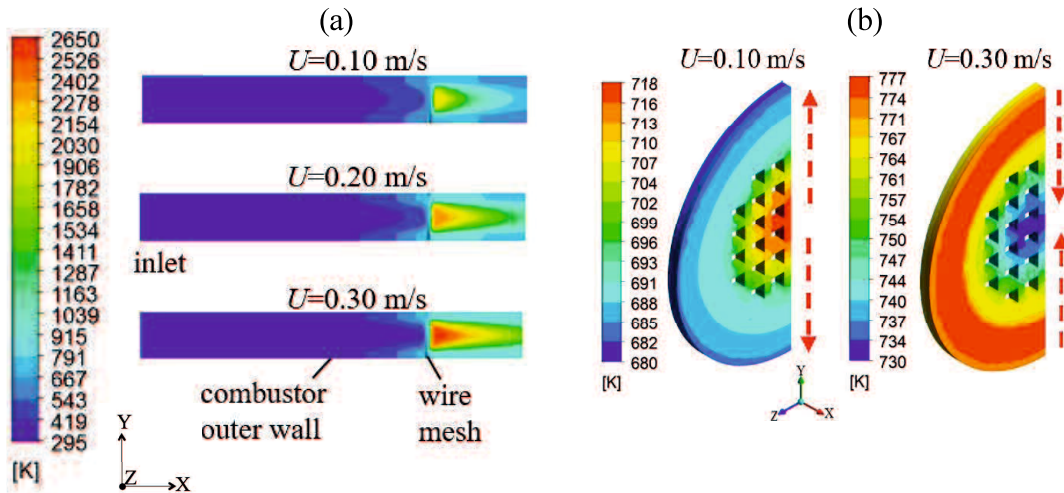 (a)
U=0.10 m/s
U=0.20 m/s
U=0.30 m/s
inlet
combustor
outer wall
wire
mesh
2650
2526
2402
2278
2154
2030
1906
1782
1658
1534
1411
1287
1163
1039
915
791
667
543
419
295
[K]
Y
Z
X
(b)
U=0.10 m/s
718
716
713
710
707
704
702
699
696
693
691
688
685
682
680
[K]
Y
Z
X
U=0.30 m/s
777
774
771
767
764
761
757
754
750
747
744
740
737
734
730
[K]